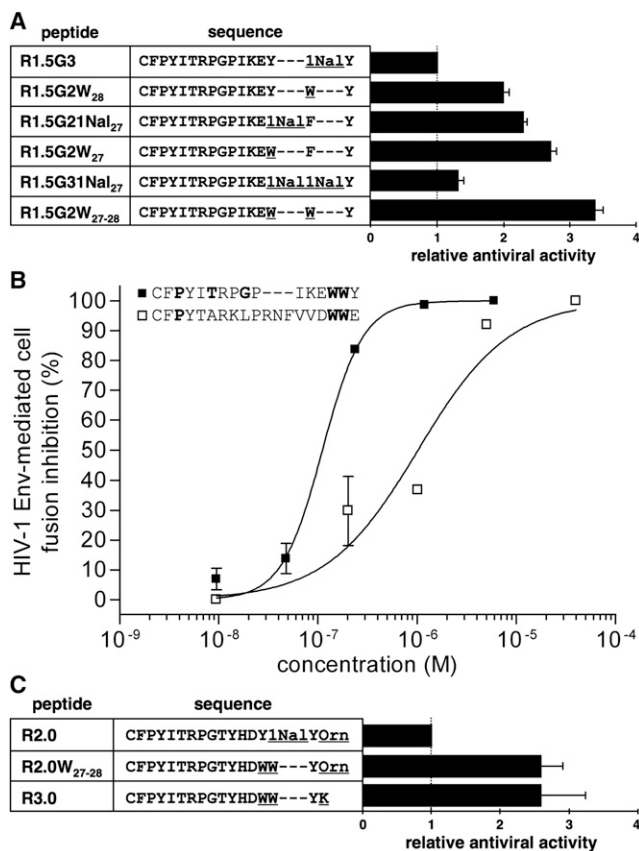 A
peptide sequence
R1.5G3 CFPYITRPGPIKEY---1NalY
R1.5G2W28 CFPYITRPGPIKEY---W---Y
R1.5G21Nal27 CFPYITRPGPIKE1NalF---Y
R1.5G2W27 CFPYITRPGPIKEW---F---Y
R1.5G31Nal27 CFPYITRPGPIKE1Nal1NalY
R1.5G2W27-28 CFPYITRPGPIKEW---W---Y
0 1 2 3 4
relative antiviral activity
B
CFPYITRPGP---IKEWWY
CFPYTARKLPRNFVVDWWE
HIV-1 Env-mediated cell
fusion inhibition (%)
100
90
80
70
60
50
40
30
20
10
0
10-9 10-8 10-7 10-6 10-5 10-4
concentration (M)
C
peptide sequence
R2.0 CFPYITRPGTYHDY1NalYOrn
R2.0W27-28 CFPYITRPGTYHDWW---YOrn
R3.0 CFPYITRPGTYHDWW---YK
0 1 2 3 4
relative antiviral activity